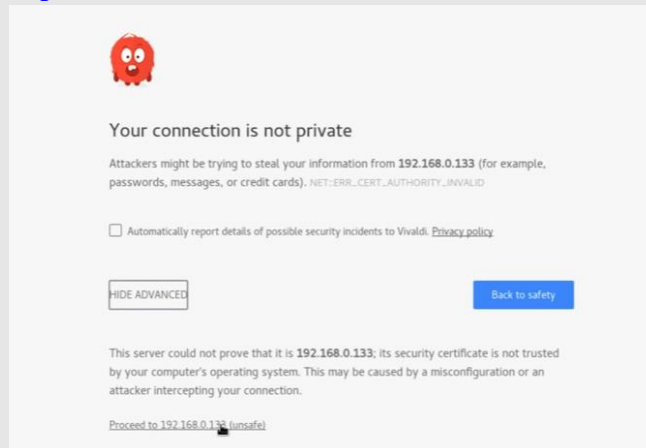 Your connection is not private
Attackers might be trying to steal your information from 192.168.0.133 (for example,
passwords, messages, or credit cards). NET::ERR_CERT_AUTHORITY_INVALID
Automatically report details of possible security incidents to Vivaldi. Privacy policy
HIDE ADVANCED
Back to safety
This server could not prove that it is 192.168.0.133; its security certificate is not trusted
by your computer's operating system. This may be caused by a misconfiguration or an
attacker intercepting your connection.
Proceed to 192.168.0.133 (unsafe)